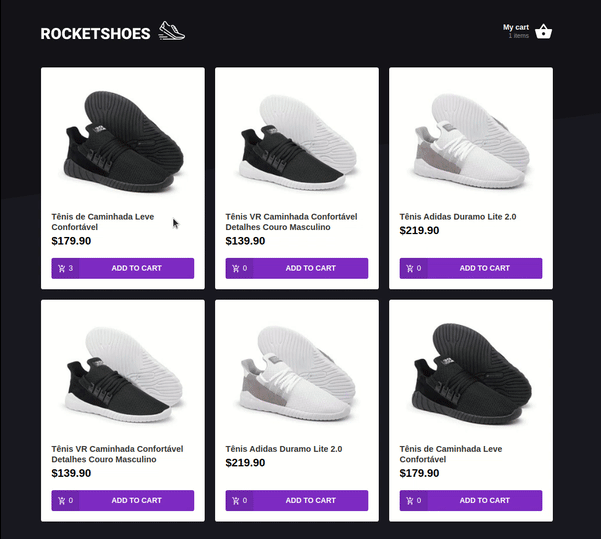 ROCKETSHOES
My cart
1 items
Tênis de Caminhada Leve
Confortável
$179.90
3 ADD TO CART
Tênis VR Caminhada Confortável
Detalhes Couro Masculino
$139.90
0 ADD TO CART
Tênis Adidas Duramo Lite 2.0
$219.90
0 ADD TO CART
Tênis VR Caminhada Confortável
Detalhes Couro Masculino
$139.90
0 ADD TO CART
Tênis Adidas Duramo Lite 2.0
$219.90
0 ADD TO CART
Tênis de Caminhada Leve
Confortável
$179.90
0 ADD TO CART